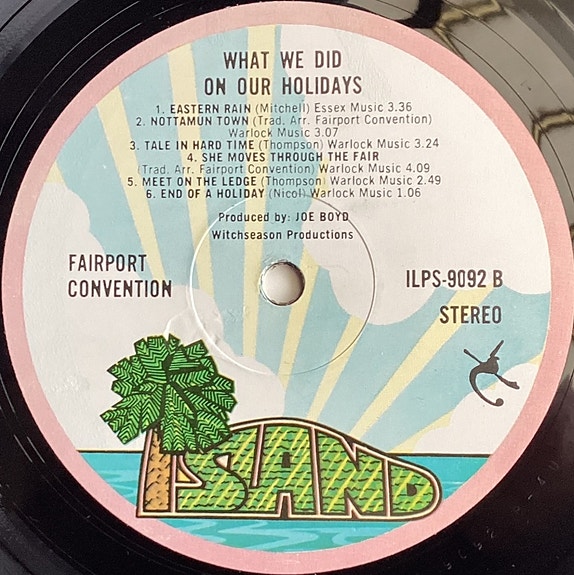 WHAT WE DID
ON OUR HOLIDAYS
1. EASTERN RAIN (Mitchell) Essex Music 3.36
2. NOTTAMUN TOWN (Trad. Arr. Fairport Convention)
Warlock Music 3.07
3. TALE IN HARD TIME (Thompson) Warlock Music 3.24
4. SHE MOVES THROUGH THE FAIR
(Trad. Arr. Fairport Convention) Warlock Music 4.09
5. MEET ON THE LEDGE (Thompson) Warlock Music 2.49
6. END OF A HOLIDAY (Nicol) Warlock Music 1.06
Produced by: JOE BOYD
Witchseason Productions
FAIRPORT
CONVENTION
ILPS-9092 B
STEREO
ISLAND